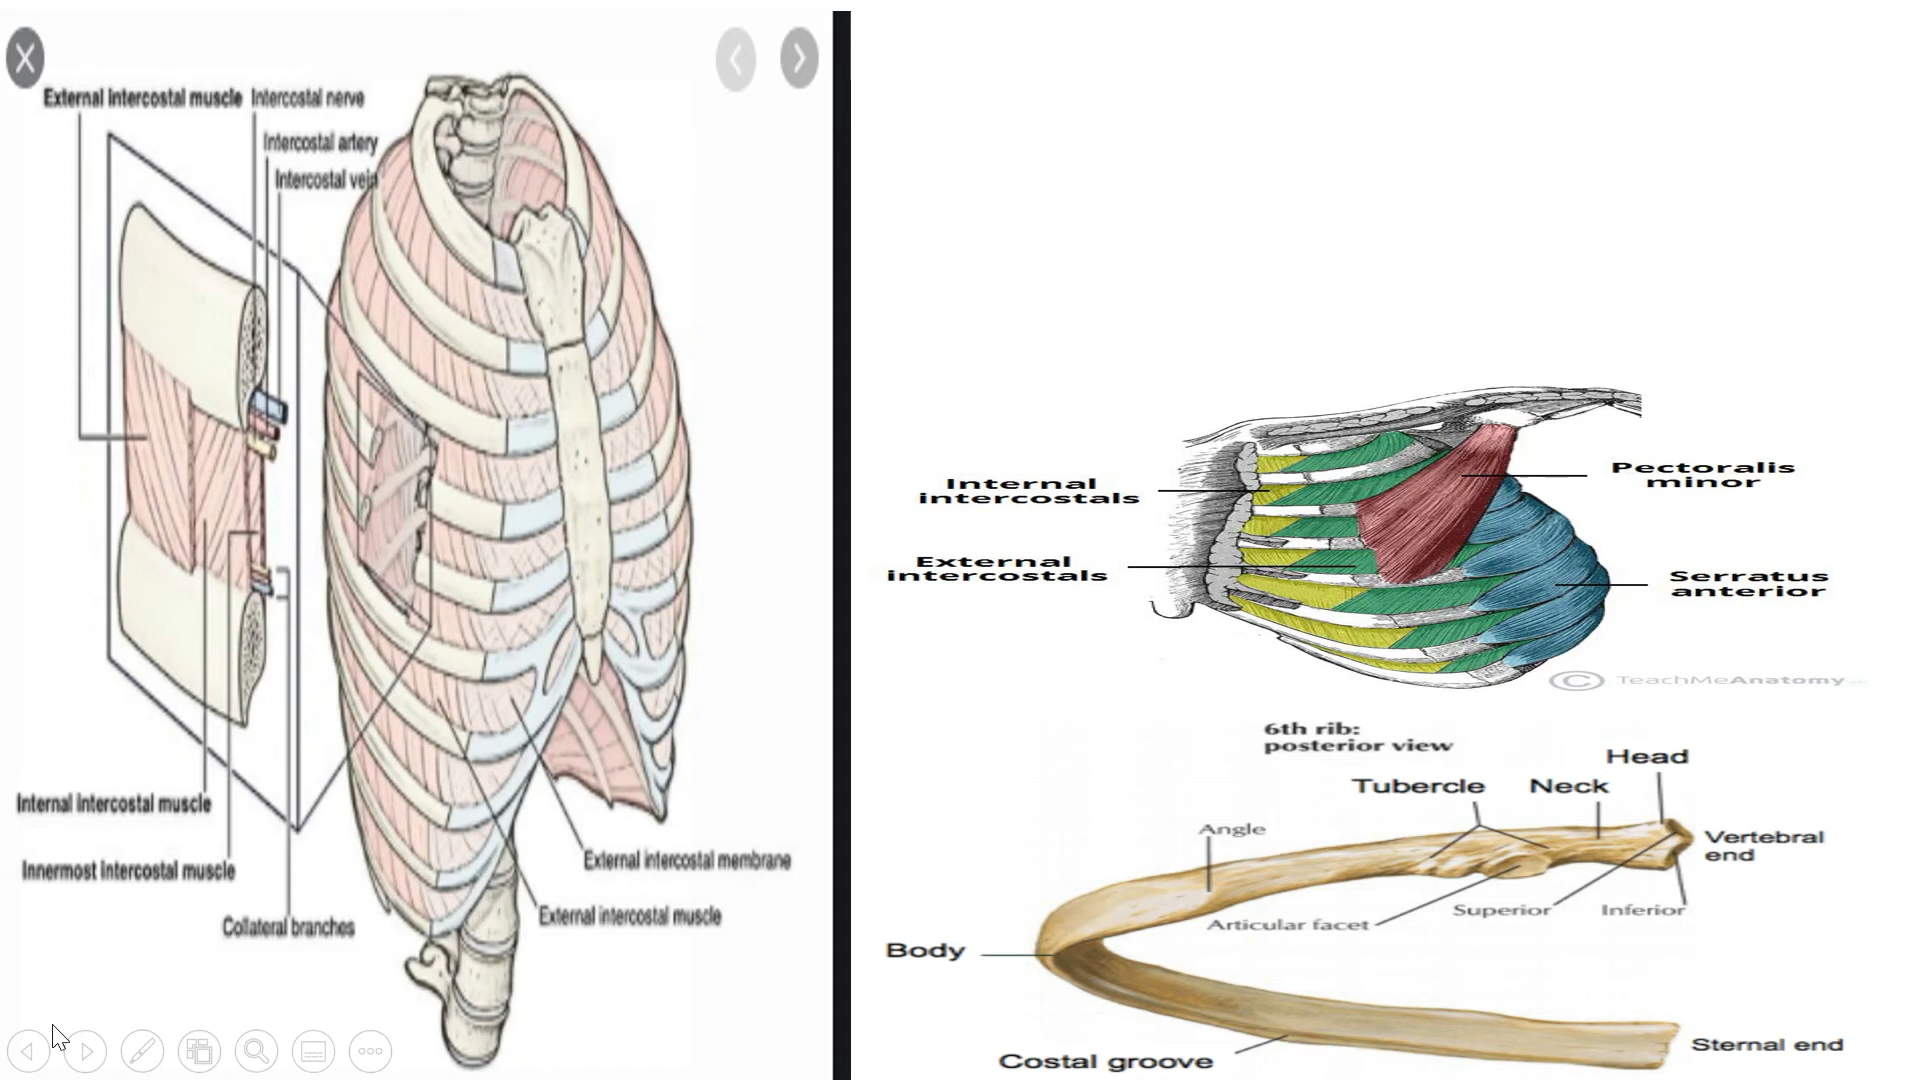 External intercostal muscle
Intercostal nerve
Intercostal artery
Intercostal vein
Internal intercostal muscle
Innermost intercostal muscle
Collateral branches
External intercostal membrane
External intercostal muscle
Internal
intercostals
External
intercostals
Pectoralis
minor
Serratus
anterior
© TeachMeAnatomy
6th rib:
posterior view
Head
Tubercle
Neck
Angle
Vertebral
end
Superior
Inferior
Articular facet
Body
Costal groove
Sternal end